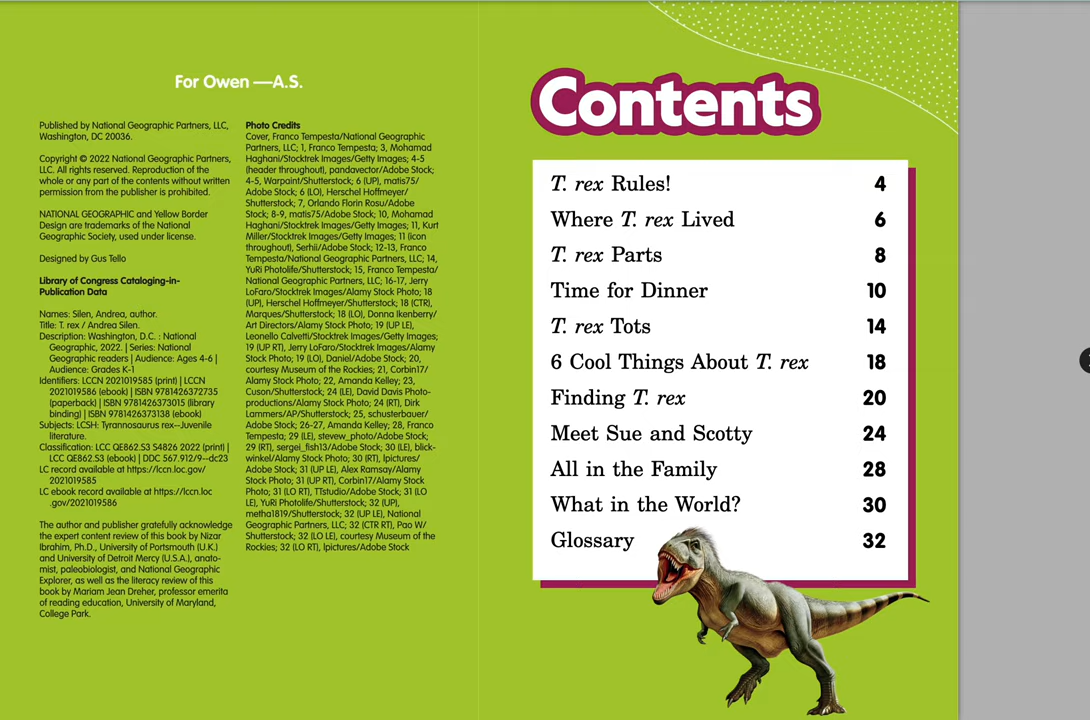 For Owen —A.S.
Published by National Geographic Partners, LLC,
Washington, DC 20036.
Copyright © 2022 National Geographic Partners,
LLC. All rights reserved. Reproduction of the
whole or any part of the contents without written
permission from the publisher is prohibited.
NATIONAL GEOGRAPHIC and Yellow Border
Design are trademarks of the National
Geographic Society, used under license.
Designed by Gus Tello
Library of Congress Cataloging-in-
Publication Data
Names: Silen, Andrea, author.
Title: T. rex / Andrea Silen.
Description: Washington, D.C. : National
Geographic, 2022. | Series: National
Geographic readers | Audience: Ages 4-6 |
Audience: Grades K-1
Identifiers: LCCN 2021019585 (print) | LCCN
2021019586 (ebook) | ISBN 9781426372735
(paperback) | ISBN 9781426373015 (library
binding) | ISBN 9781426373138 (ebook)
Subjects: LCSH: Tyrannosaurus rex--Juvenile
literature.
Classification: LCC QE862.S3 S4826 2022 (print) |
LCC QE862.S3 (ebook) | DDC 567.912/9--dc23
LC record available at https://lccn.loc.gov/
2021019585
LC ebook record available at https://lccn.loc
.gov/2021019586
The author and publisher gratefully acknowledge
the expert content review of this book by Nizar
Ibrahim, Ph.D., University of Portsmouth (U.K.)
and University of Detroit Mercy (U.S.A.), anato-
mist, paleobiologist, and National Geographic
Explorer, as well as the literacy review of this
book by Mariam Jean Dreher, professor emerita
of reading education, University of Maryland,
College Park.
Photo Credits
Cover, Franco Tempesta/National Geographic
Partners, LLC; 1, Franco Tempesta; 3, Mohamad
Haghani/Stocktrek Images/Getty Images; 4-5
(header throughout), pandavector/Adobe Stock;
4-5, Warpaint/Shutterstock; 6 (UP), matis75/
Adobe Stock; 6 (LO), Herschel Hoffmeyer/
Shutterstock; 7, Orlando Florin Rosu/Adobe
Stock; 8-9, matis75/Adobe Stock; 10, Mohamad
Haghani/Stocktrek Images/Getty Images; 11, Kurt
Miller/Stocktrek Images/Getty Images; 11 (icon
throughout), Serhii/Adobe Stock; 12-13, Franco
Tempesta/National Geographic Partners, LLC; 14,
YuRi Photolife/Shutterstock; 15, Franco Tempesta/
National Geographic Partners, LLC; 16-17, Jerry
LoFaro/Stocktrek Images/Alamy Stock Photo; 18
(UP), Herschel Hoffmeyer/Shutterstock; 18 (CTR),
Marques/Shutterstock; 18 (LO), Donna Ikenberry/
Art Directors/Alamy Stock Photo; 19 (UP LE),
Leonello Calvetti/Stocktrek Images/Getty Images;
19 (UP RT), Jerry LoFaro/Stocktrek Images/Alamy
Stock Photo; 19 (LO), Daniel/Adobe Stock; 20,
courtesy Museum of the Rockies; 21, Corbin17/
Alamy Stock Photo; 22, Amanda Kelley; 23,
Cuson/Shutterstock; 24 (LE), David Davis Photo-
productions/Alamy Stock Photo; 24 (RT), Dirk
Lammers/AP/Shutterstock; 25, schusterbauer/
Adobe Stock; 26-27, Amanda Kelley; 28, Franco
Tempesta; 29 (LE), stevew_photo/Adobe Stock;
29 (RT), sergei_fish13/Adobe Stock; 30 (LE), blick-
winkel/Alamy Stock Photo; 30 (RT), lpictures/
Adobe Stock; 31 (UP LE), Alex Ramsay/Alamy
Stock Photo; 31 (UP RT), Corbin17/Alamy Stock
Photo; 31 (LO RT), TTstudio/Adobe Stock; 31 (LO
LE), YuRi Photolife/Shutterstock; 32 (UP),
metha1819/Shutterstock; 32 (UP LE), National
Geographic Partners, LLC; 32 (CTR RT), Pao W/
Shutterstock; 32 (LO LE), courtesy Museum of the
Rockies; 32 (LO RT), lpictures/Adobe Stock
Contents
T. rex Rules! 4
Where T. rex Lived 6
T. rex Parts 8
Time for Dinner 10
T. rex Tots 14
6 Cool Things About T. rex 18
Finding T. rex 20
Meet Sue and Scotty 24
All in the Family 28
What in the World? 30
Glossary 32